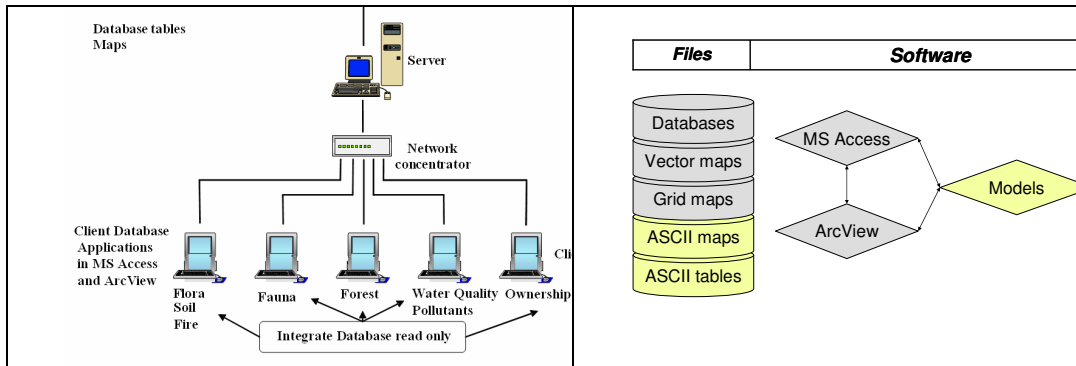 Database tables
Maps
Server
Network
concentrator
Client Database
Applications
in MS Access
and ArcView
Cli
Flora
Soil
Fire
Fauna
Forest
Water Quality
Pollutants
Ownership
Integrate Database read only
Files
Software
Databases
Vector maps
Grid maps
ASCII maps
ASCII tables
MS Access
ArcView
Models